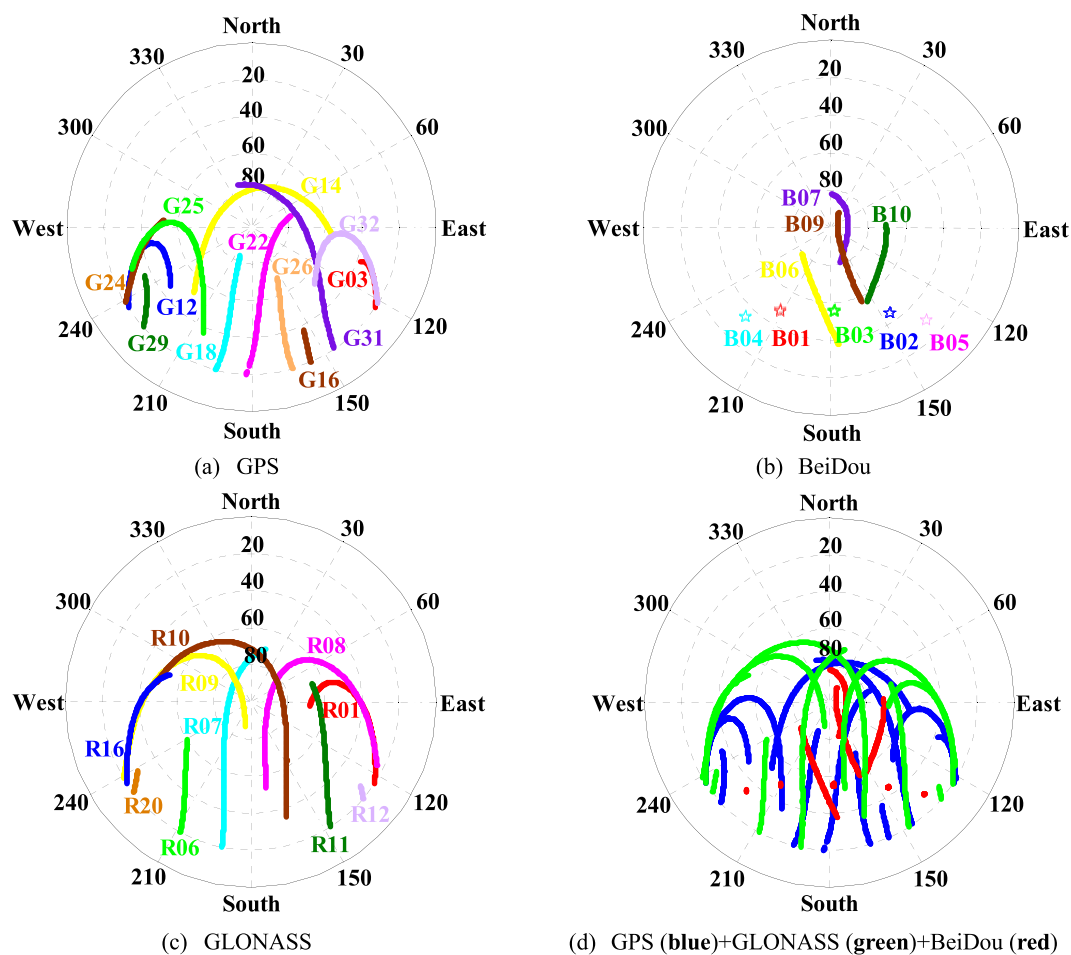 North
330 30
20
300 40 60
60
80
G14
G25
West G32 East
G22
G26 G03
G24
G12
240 120
G29 G18 G31
G16
210 150
South
(a) GPS
North
330 30
20
300 40 60
60
80
B07
B09 B10
West East
B06
240 120
B04 B01 B03 B02 B05
210 150
South
(b) BeiDou
North
330 30
20
300 40 60
60
R10 R08
80
R09
West R01 East
R07
R16
240 R20 R12 120
R06 R11
210 150
South
(c) GLONASS
North
330 30
20
300 40 60
60
80
West East
240 120
210 150
South
(d) GPS (blue)+GLONASS (green)+BeiDou (red)